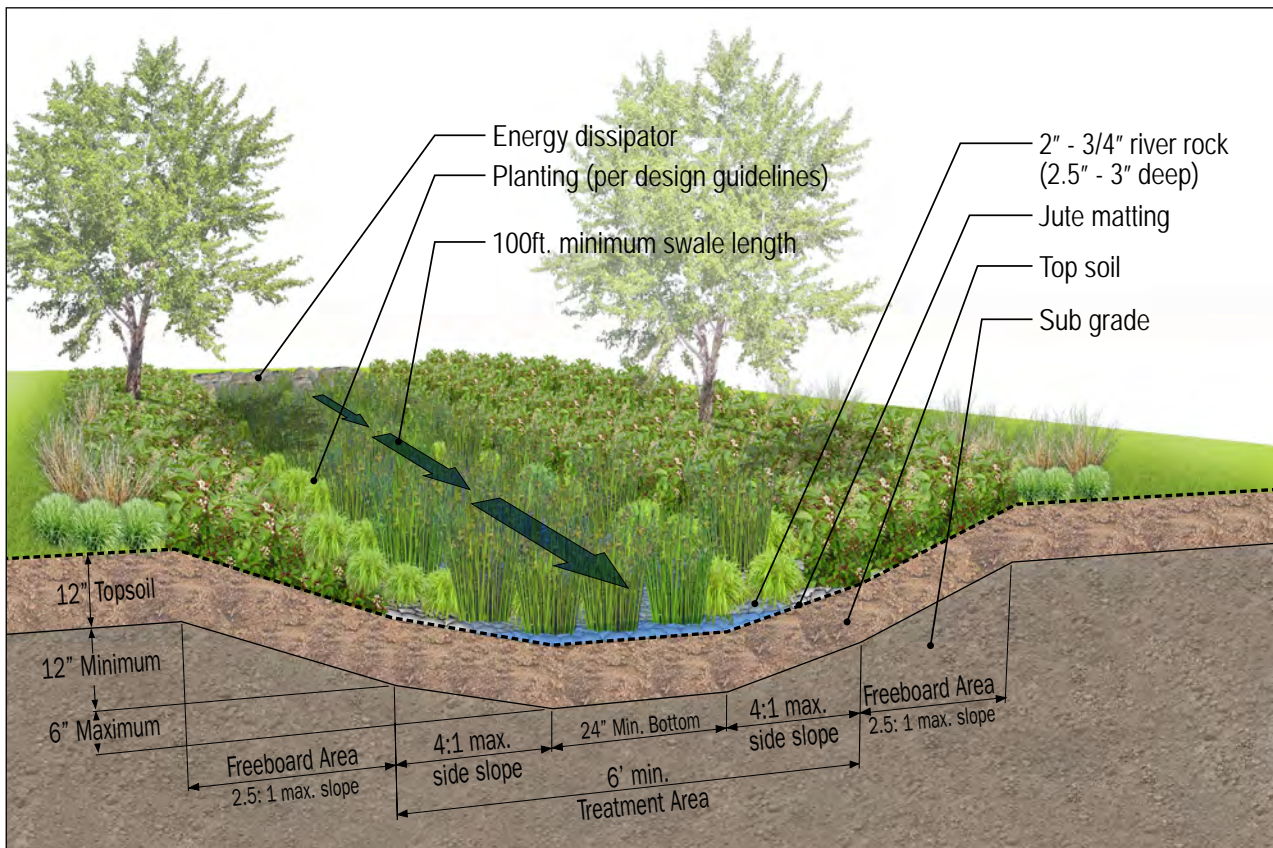 Energy dissipator
Planting (per design guidelines)
100ft. minimum swale length
2" - 3/4" river rock
(2.5" - 3" deep)
Jute matting
Top soil
Sub grade
12" Topsoil
12" Minimum
6" Maximum
Freeboard Area
2.5: 1 max. slope
4:1 max.
side slope
24" Min. Bottom
4:1 max.
side slope
Freeboard Area
2.5: 1 max. slope
6' min.
Treatment Area